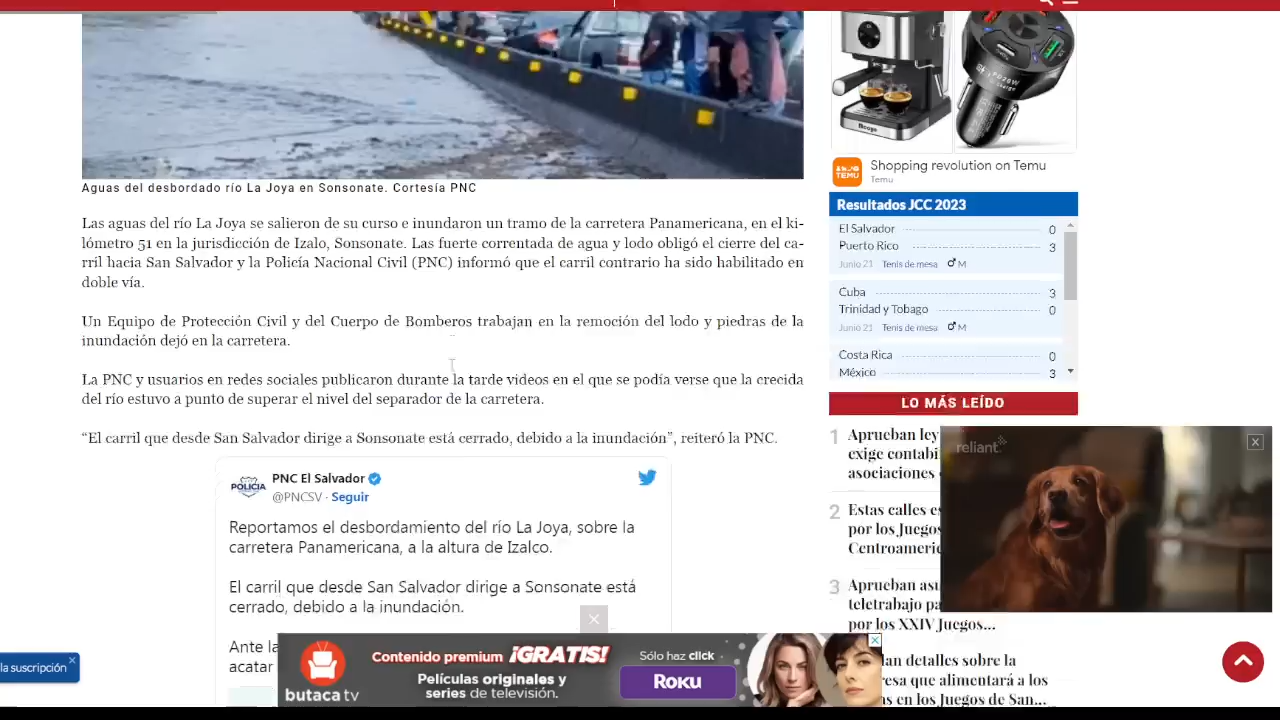 Aguas del desbordado río La Joya en Sonsonate. Cortesía PNC
Las aguas del río La Joya se salieron de su curso e inundaron un tramo de la carretera Panamericana, en el ki-
lómetro 51 en la jurisdicción de Izalo, Sonsonate. Las fuerte correntada de agua y lodo obligó el cierre del ca-
rril hacia San Salvador y la Policía Nacional Civil (PNC) informó que el carril contrario ha sido habilitado en
doble vía.
Un Equipo de Protección Civil y del Cuerpo de Bomberos trabajan en la remoción del lodo y piedras de la
inundación dejó en la carretera.
La PNC y usuarios en redes sociales publicaron durante la tarde videos en el que se podía verse que la crecida
del río estuvo a punto de superar el nivel del separador de la carretera.
“El carril que desde San Salvador dirige a Sonsonate está cerrado, debido a la inundación”, reiteró la PNC.
POLICIA
PNC El Salvador
@PNCSV · Seguir
Reportamos el desbordamiento del río La Joya, sobre la
carretera Panamericana, a la altura de Izalco.
El carril que desde San Salvador dirige a Sonsonate está
cerrado, debido a la inundación.
Ante la
acatar
la suscripción
butaca tv
Contenido premium ¡GRATIS!
Películas originales y
series de televisión.
Sólo haz click
Roku
TEMU
Shopping revolution on Temu
Temu
Resultados JCC 2023
El Salvador 0
Puerto Rico 3
Junio 21 Tenis de mesa M
Cuba 3
Trinidad y Tobago 0
Junio 21 Tenis de mesa M
Costa Rica 0
México 3
LO MÁS LEÍDO
1 Aprueban ley
exige contabi
asociaciones
2 Estas calles e
por los Juegos
Centroameric
3 Aprueban asu
teletrabajo pa
por los XXIV Juegos...
lan detalles sobre la
resa que alimentará a los
s en los Juegos de San...
reliant